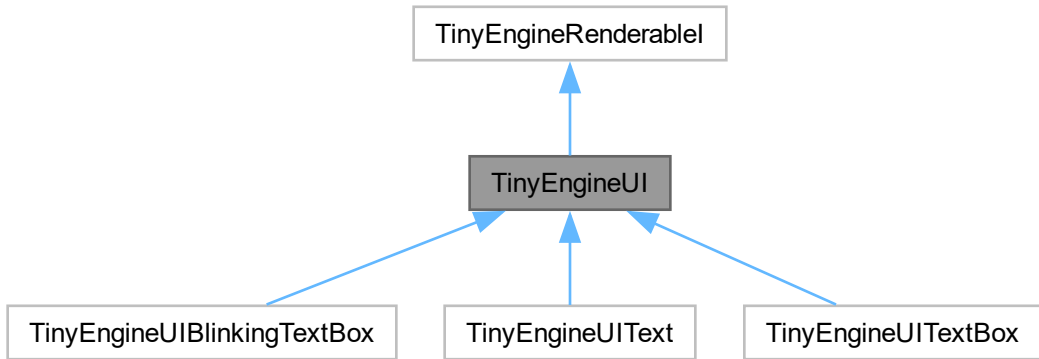 TinyEngineRenderableI
TinyEngineUI
TinyEngineUIBlinkingTextBox
TinyEngineUIText
TinyEngineUITextBox